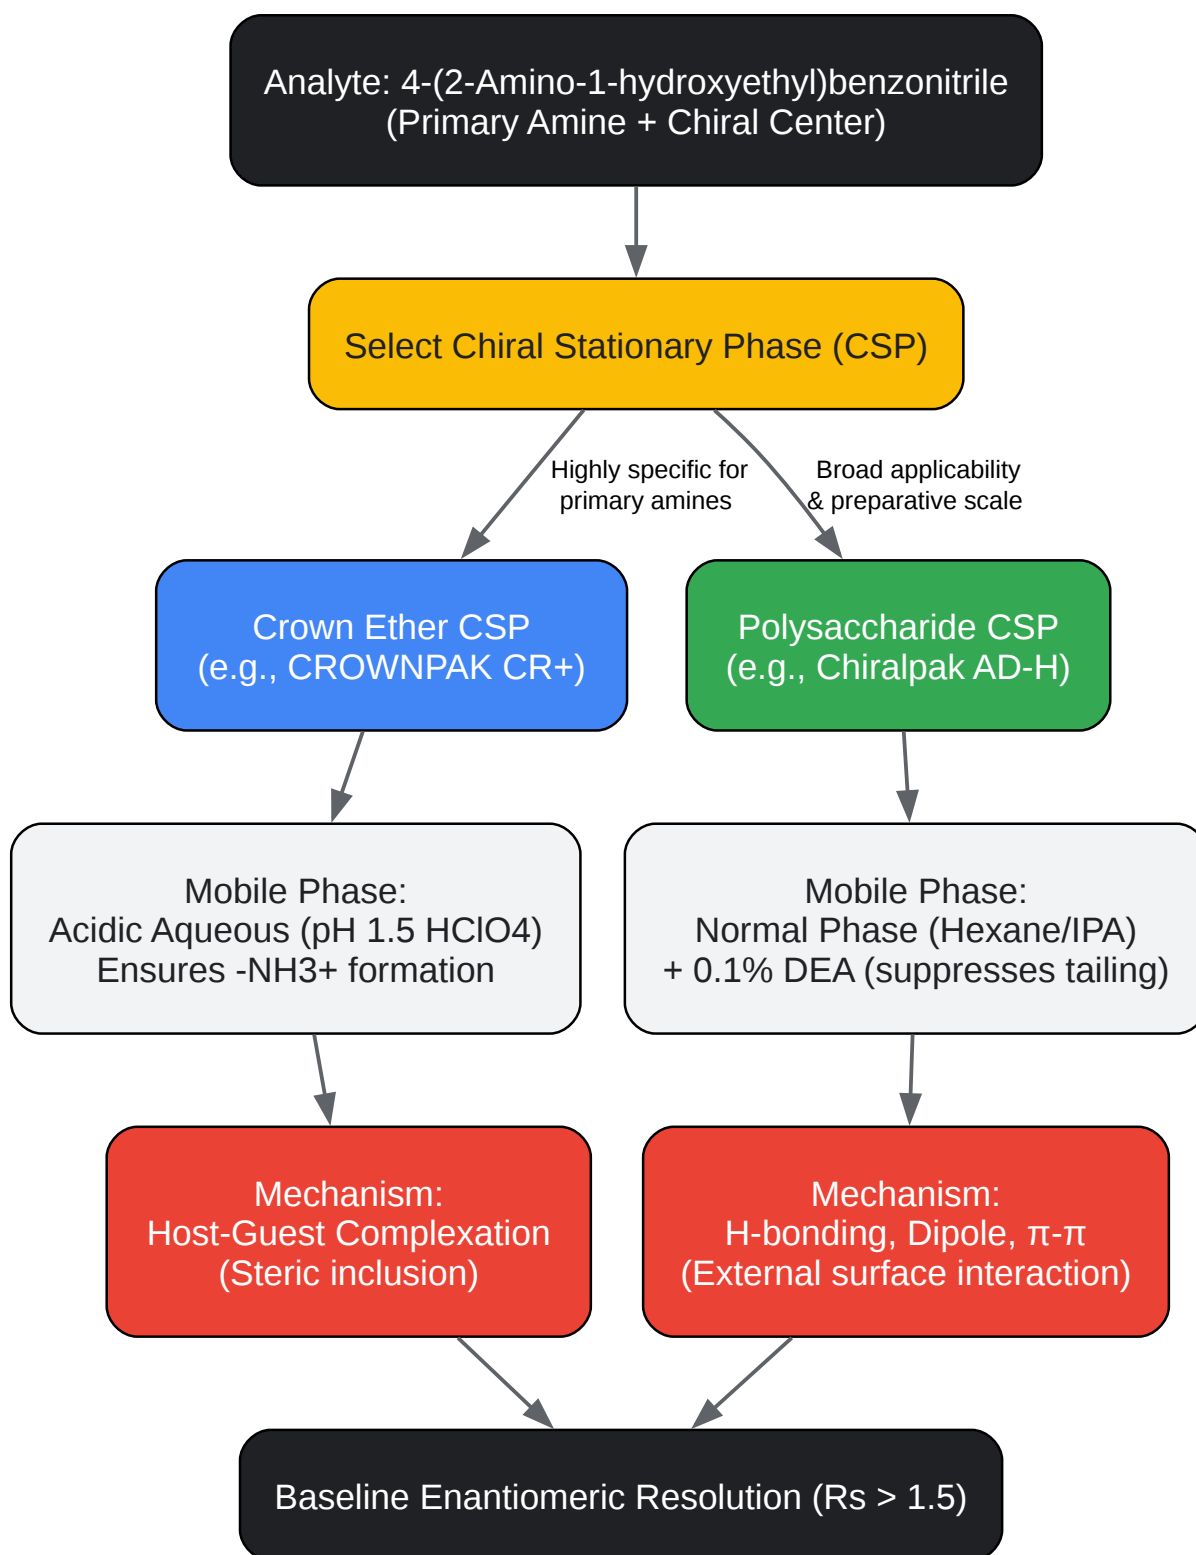 Analyte: 4-(2-Amino-1-hydroxyethyl)benzonitrile
(Primary Amine + Chiral Center)
Select Chiral Stationary Phase (CSP)
Highly specific for
primary amines
Broad applicability
& preparative scale
Crown Ether CSP
(e.g., CROWNPAK CR+)
Polysaccharide CSP
(e.g., Chiralpak AD-H)
Mobile Phase:
Acidic Aqueous (pH 1.5 HClO4)
Ensures -NH3+ formation
Mobile Phase:
Normal Phase (Hexane/IPA)
+ 0.1% DEA (suppresses tailing)
Mechanism:
Host-Guest Complexation
(Steric inclusion)
Mechanism:
H-bonding, Dipole, π-π
(External surface interaction)
Baseline Enantiomeric Resolution (Rs > 1.5)